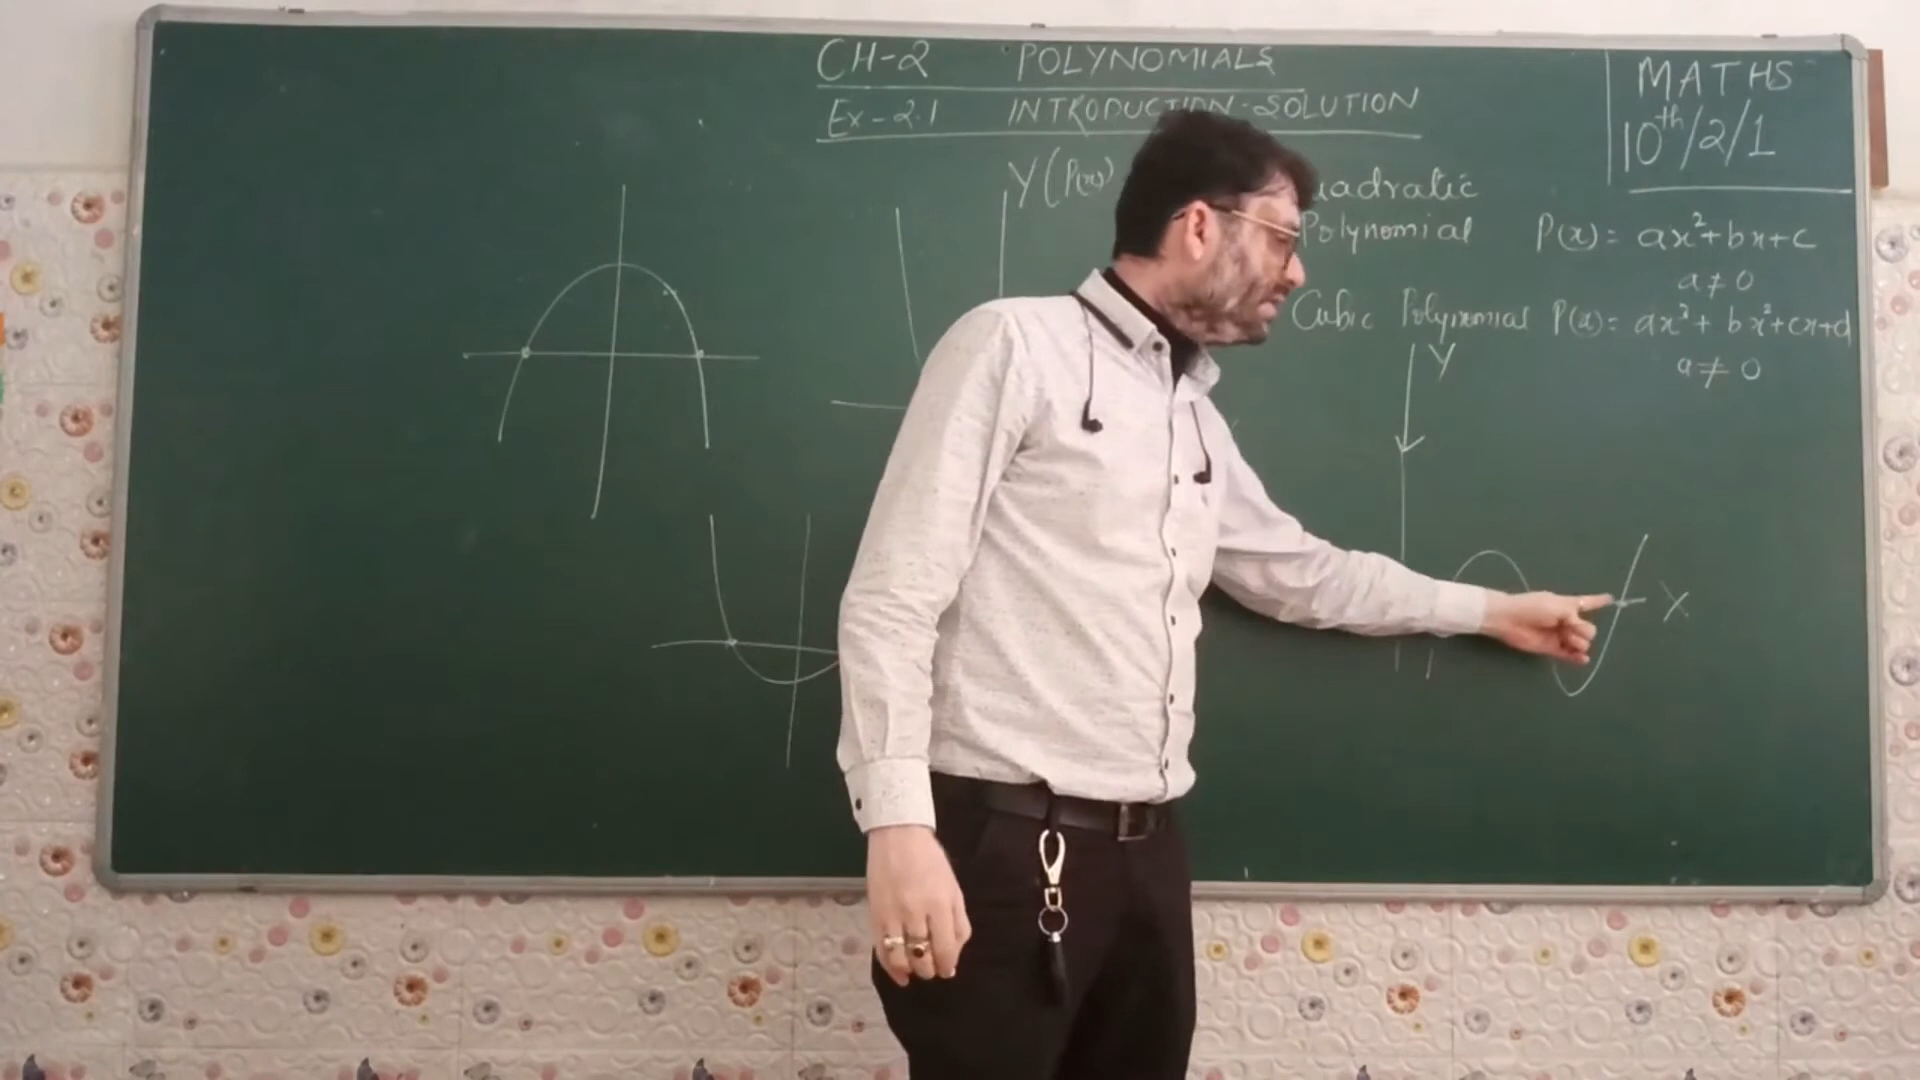 CH-2 POLYNOMIALS
Ex-2.1 INTRODUCTION-SOLUTION
MATHS
10th/2/1
Y(P(x)
uadratic
Polynomial P(x)= ax²+bx+c
a≠0
Cubic Polynomial P(x)= ax³+bx²+cx+d
a≠0
Y
X